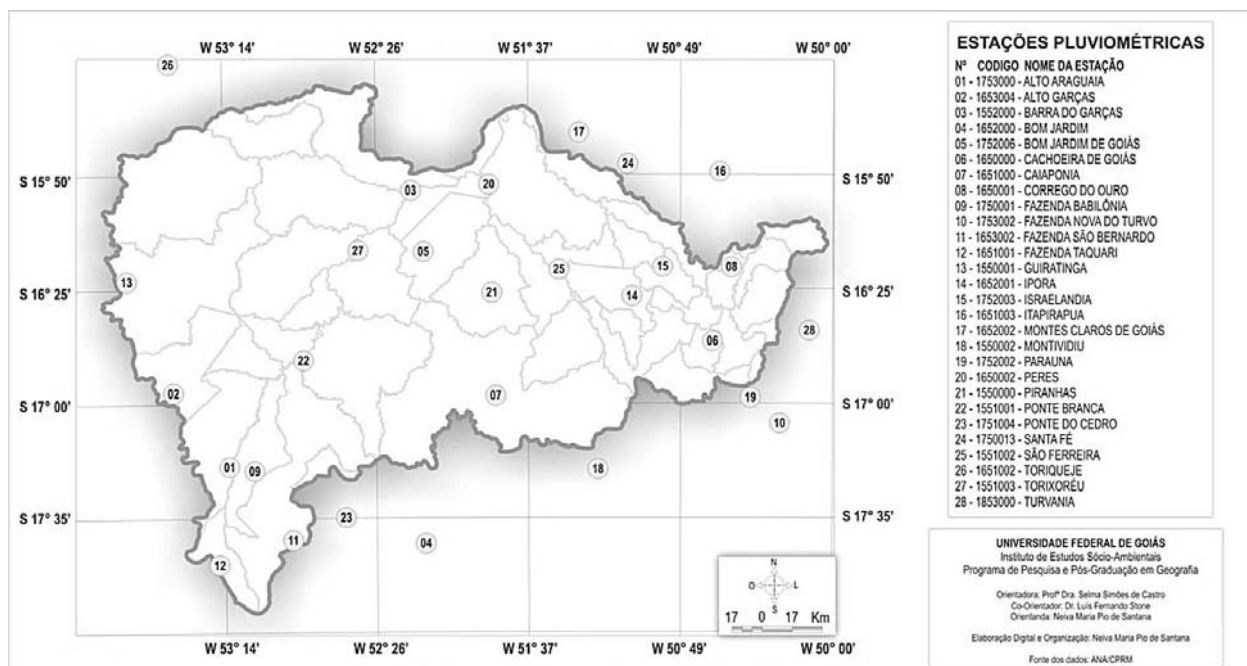 W 53° 14' W 52° 26' W 51° 37' W 50° 49' W 50° 00'
26
17
24
16
S 15° 50' S 15° 50'
03
20
27
05
25
15
08
13
21
14
S 16° 25' S 16° 25'
28
22
06
02
07
19
S 17° 00' S 17° 00'
10
01
09
18
23
S 17° 35' S 17° 35'
11
04
12
N
O L
S
17 0 17 Km
W 53° 14' W 52° 26' W 51° 37' W 50° 49' W 50° 00'
ESTAÇÕES PLUVIOMÉTRICAS
Nº CODIGO NOME DA ESTAÇÃO
01 - 1753000 - ALTO ARAGUAIA
02 - 1653004 - ALTO GARÇAS
03 - 1552000 - BARRA DO GARÇAS
04 - 1652000 - BOM JARDIM
05 - 1752006 - BOM JARDIM DE GOIÁS
06 - 1650000 - CACHOEIRA DE GOIÁS
07 - 1651000 - CAIAPONIA
08 - 1650001 - CORREGO DO OURO
09 - 1750001 - FAZENDA BABILÔNIA
10 - 1753002 - FAZENDA NOVA DO TURVO
11 - 1653002 - FAZENDA SÃO BERNARDO
12 - 1651001 - FAZENDA TAQUARI
13 - 1550001 - GUIRATINGA
14 - 1652001 - IPORA
15 - 1752003 - ISRAELANDIA
16 - 1651003 - ITAPIRAPUA
17 - 1652002 - MONTES CLAROS DE GOIÁS
18 - 1550002 - MONTIVIDIU
19 - 1752002 - PARAUNA
20 - 1650002 - PERES
21 - 1550000 - PIRANHAS
22 - 1551001 - PONTE BRANÇA
23 - 1751004 - PONTE DO CEDRO
24 - 1750013 - SANTA FÉ
25 - 1551002 - SÃO FERREIRA
26 - 1651002 - TORIQUEJE
27 - 1551003 - TORIXORÉU
28 - 1853000 - TURVANIA
UNIVERSIDADE FEDERAL DE GOIÁS
Instituto de Estudos Sócio-Ambientais
Programa de Pesquisa e Pós-Graduação em Geografia
Orientadora: Profª Dra. Selma Simões de Castro
Co-Orientador: Dr. Luís Fernando Stone
Orientanda: Neiva Maria Pio de Santana
Elaboração Digital e Organização: Neiva Maria Pio de Santana
Fonte dos dados: ANA/CPRM